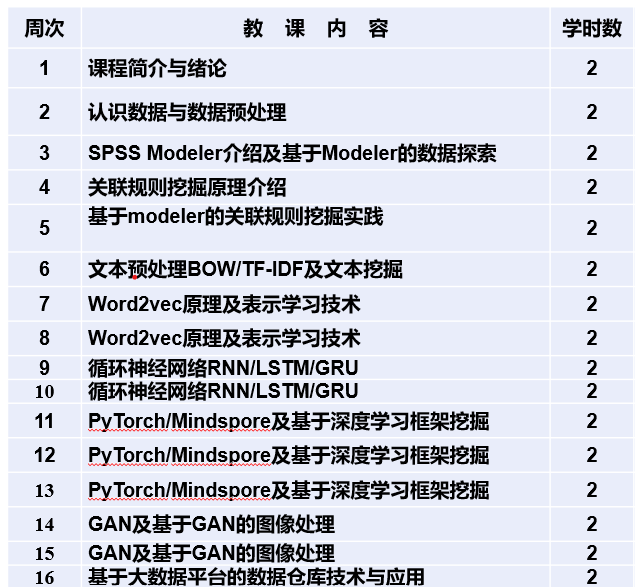 周次 教 课 内 容 学时数
1 课程简介与绪论 2
2 认识数据与数据预处理 2
3 SPSS Modeler介绍及基于Modeler的数据探索 2
4 关联规则挖掘原理介绍 2
5 基于modeler的关联规则挖掘实践 2
6 文本预处理BOW/TF-IDF及文本挖掘 2
7 Word2vec原理及表示学习技术 2
8 Word2vec原理及表示学习技术 2
9 循环神经网络RNN/LSTM/GRU 2
10 循环神经网络RNN/LSTM/GRU 2
11 PyTorch/Mindspore及基于深度学习框架挖掘 2
12 PyTorch/Mindspore及基于深度学习框架挖掘 2
13 PyTorch/Mindspore及基于深度学习框架挖掘 2
14 GAN及基于GAN的图像处理 2
15 GAN及基于GAN的图像处理 2
16 基于大数据平台的数据仓库技术与应用 2